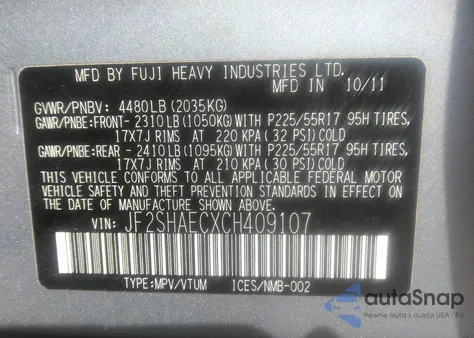 MFD BY FUJI HEAVY INDUSTRIES LTD.
MFD IN 10/11
GVWR/PNBV: 4480LB (2035KG)
GAWR/PNBE: FRONT- 2310LB (1050KG) WITH P225/55R17 95H TIRES,
17X7J RIMS AT 220 KPA (32 PSI) COLD
GAWR/PNBE: REAR - 2410LB (1095KG) WITH P225/55R17 95H TIRES,
17X7J RIMS AT 210 KPA (30 PSI) COLD
THIS VEHICLE CONFORMS TO ALL APPLICABLE FEDERAL MOTOR
VEHICLE SAFETY AND THEFT PREVENTION STANDARDS IN EFFECT
ON THE DATE OF MANUFACTURE SHOWN ABOVE.
VIN: JF2SHAECXCH409107
TYPE: MPV/VTUM ICES/NMB-002
autoSnap
Pewne auto z USA i EU